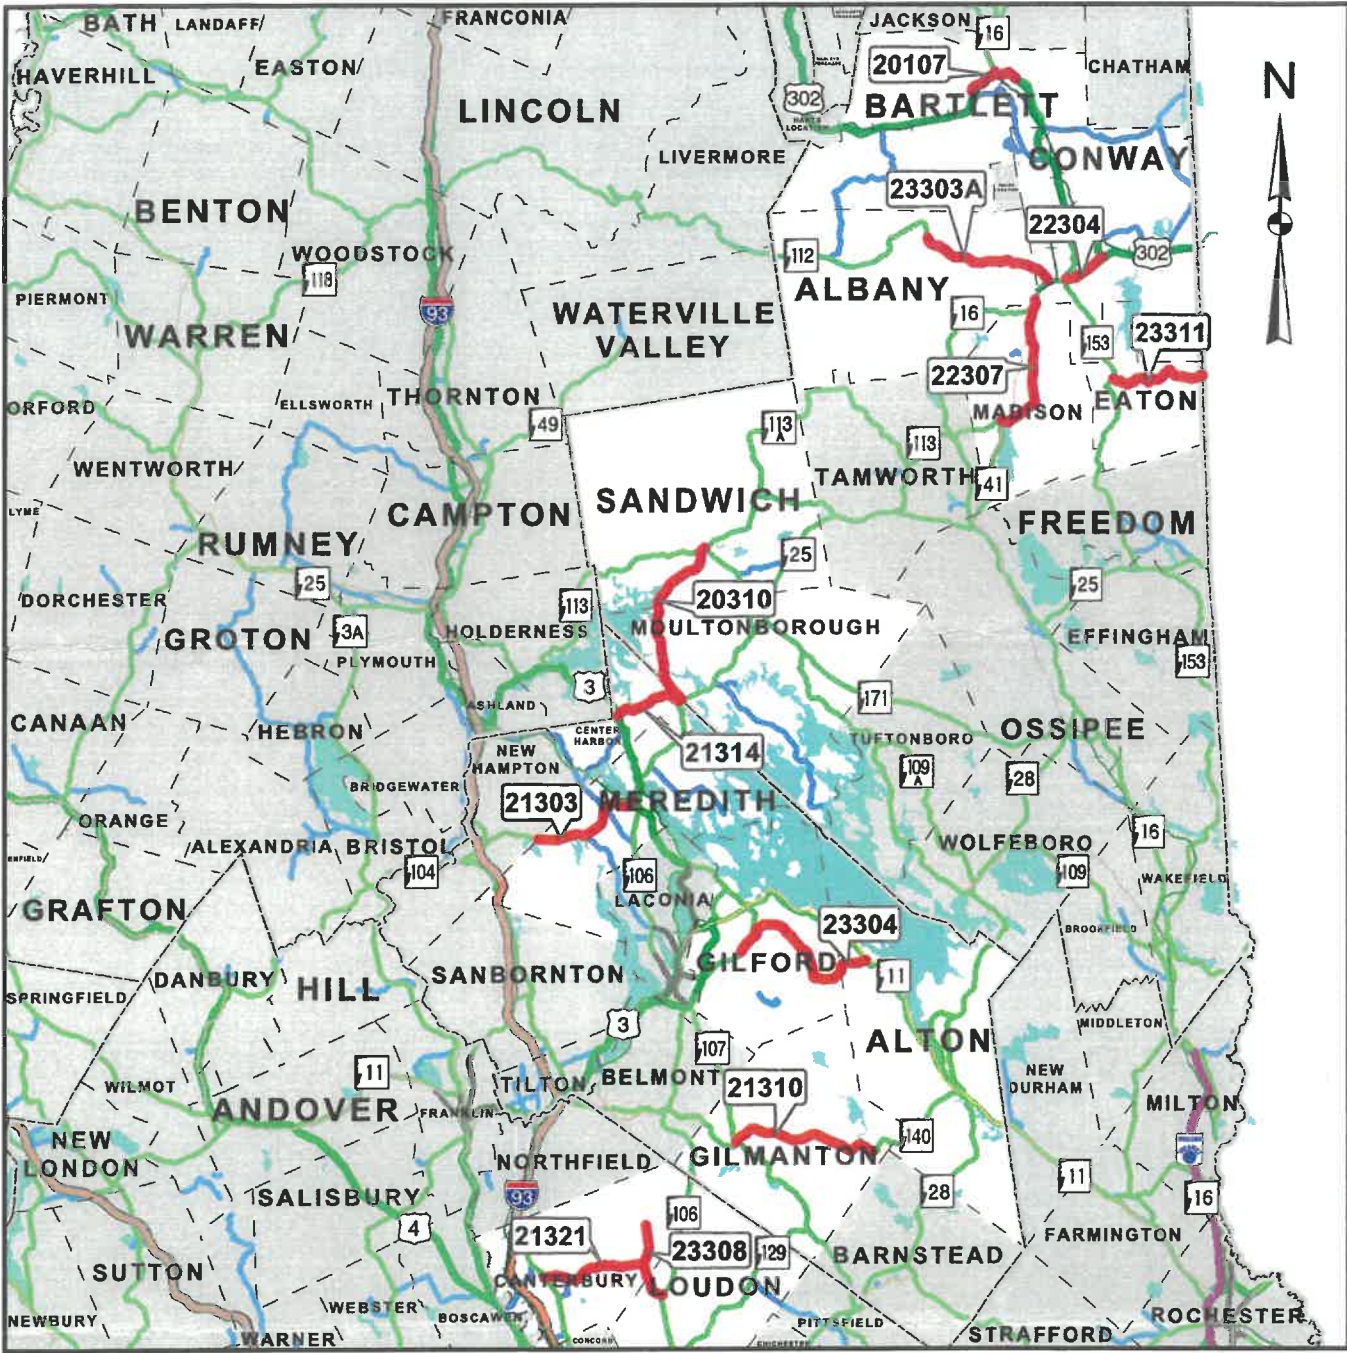 BATH
LANDAFF
FRANCONIA
JACKSON
16
HAVERHILL
EASTON
20107
CHATHAM
N
LINCOLN
302
BARTLETT
LIVERMORE
CONWAY
23303A
BENTON
22304
WOODSTOCK
112
302
118
ALBANY
PIERMONT
93
WATERVILLE
VALLEY
16
WARREN
153
23311
22307
THORNTON
ELLSWORTH
ORFORD
MADISON
EATON
49
113
A
113
WENTWORTH
TAMWORTH
41
LYME
SANDWICH
CAMPTON
FREEDOM
RUMNEY
25
25
25
DORCHESTER
113
20310
3A
GROTON
HOLDERNESS
MOULTONBOROUGH
EFFINGHAM
PLYMOUTH
153
3
171
ASHLAND
CANAAN
HEBRON
CENTER
HARBOR
OSSIPEE
NEW
HAMPTON
21314
TUFTONBORO
109
A
28
BRIDGEWATER
21303
MEREDITH
ORANGE
16
ALEXANDRIA
BRISTOL
WOLFEBORO
ENFIELD
104
106
109
WAKEFIELD
LACONIA
GRAFTON
23304
BROOKFIELD
GILFORD
DANBURY
HILL
SANBORNTON
11
SPRINGFIELD
3
MIDDLETON
107
ALTON
11
WILMOT
TILTON
BELMONT
NEW
DURHAM
21310
ANDOVER
FRANKLIN
MILTON
NEW
LONDON
140
GILMANTON
NORTHFIELD
11
SALISBURY
93
28
16
4
106
21321
23308
129
FARMINGTON
SUTTON
CANTERBURY
LOUDON
BARNSTEAD
WEBSTER
NEWBURY
BOSCAWEN
PITTSFIELD
ROCHESTER
WARNER
CONCORD
CHICHESTER
STRAFFORD